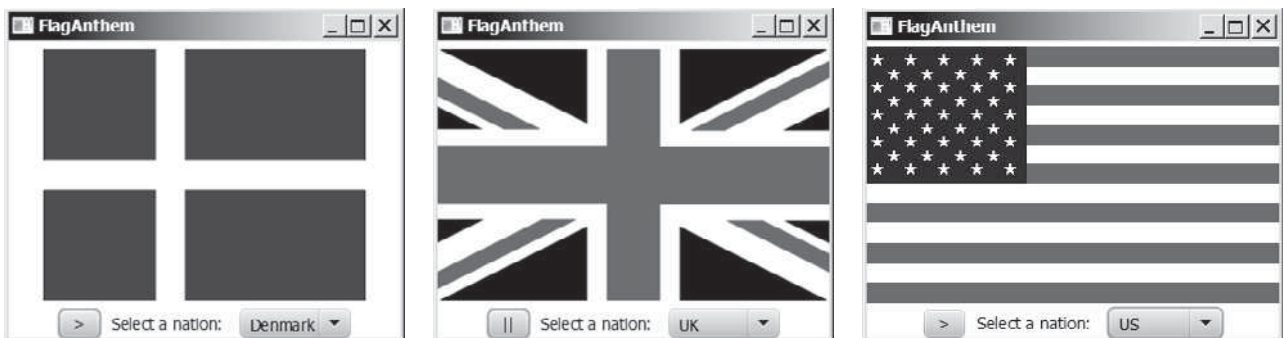 FlagAnthem
> Select a nation: Denmark
FlagAnthem
|| Select a nation: UK
FlagAnthem
> Select a nation: US